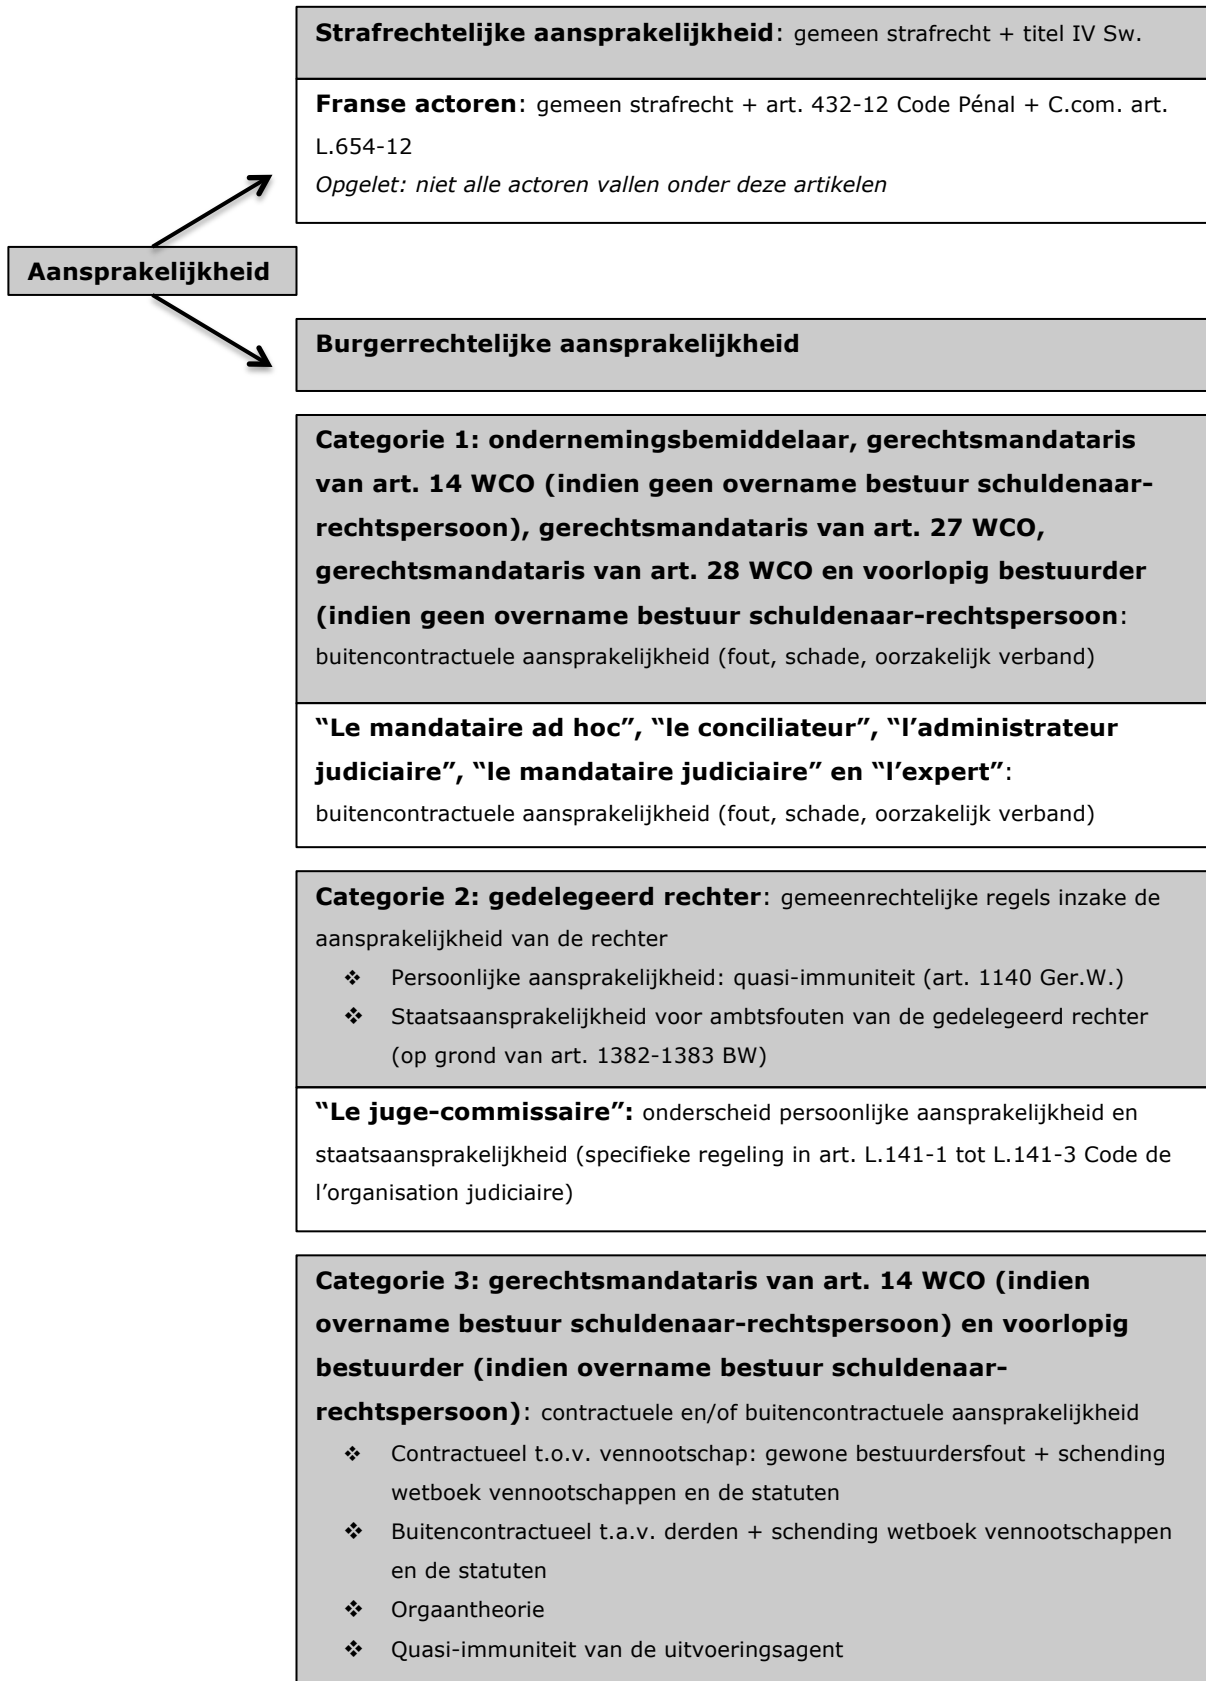 Strafrechtelijke aansprakelijkheid: gemeen strafrecht + titel IV Sw.
Franse actoren: gemeen strafrecht + art. 432-12 Code Pénal + C.com. art.
L.654-12
Opgelet: niet alle actoren vallen onder deze artikelen
Aansprakelijkheid
Burgerrechtelijke aansprakelijkheid
Categorie 1: ondernemingsbemiddelaar, gerechtsmandataris
van art. 14 WCO (indien geen overname bestuur schuldenaar-
rechtspersoon), gerechtsmandataris van art. 27 WCO,
gerechtsmandataris van art. 28 WCO en voorlopig bestuurder
(indien geen overname bestuur schuldenaar-rechtspersoon:
buitencontractuele aansprakelijkheid (fout, schade, oorzakelijk verband)
“Le mandataire ad hoc”, “le conciliateur”, “l’administrateur
judiciaire”, “le mandataire judiciaire” en “l’expert”:
buitencontractuele aansprakelijkheid (fout, schade, oorzakelijk verband)
Categorie 2: gedelegeerd rechter: gemeenrechtelijke regels inzake de
aansprakelijkheid van de rechter
❖ Persoonlijke aansprakelijkheid: quasi-immuniteit (art. 1140 Ger.W.)
❖ Staatsaansprakelijkheid voor ambtsfouten van de gedelegeerd rechter
(op grond van art. 1382-1383 BW)
“Le juge-commissaire”: onderscheid persoonlijke aansprakelijkheid en
staatsaansprakelijkheid (specifieke regeling in art. L.141-1 tot L.141-3 Code de
l’organisation judiciaire)
Categorie 3: gerechtsmandataris van art. 14 WCO (indien
overname bestuur schuldenaar-rechtspersoon) en voorlopig
bestuurder (indien overname bestuur schuldenaar-
rechtspersoon): contractuele en/of buitencontractuele aansprakelijkheid
❖ Contractueel t.o.v. vennootschap: gewone bestuurdersfout + schending
wetboek vennootschappen en de statuten
❖ Buitencontractueel t.a.v. derden + schending wetboek vennootschappen
en de statuten
❖ Orgaantheorie
❖ Quasi-immuniteit van de uitvoeringsagent